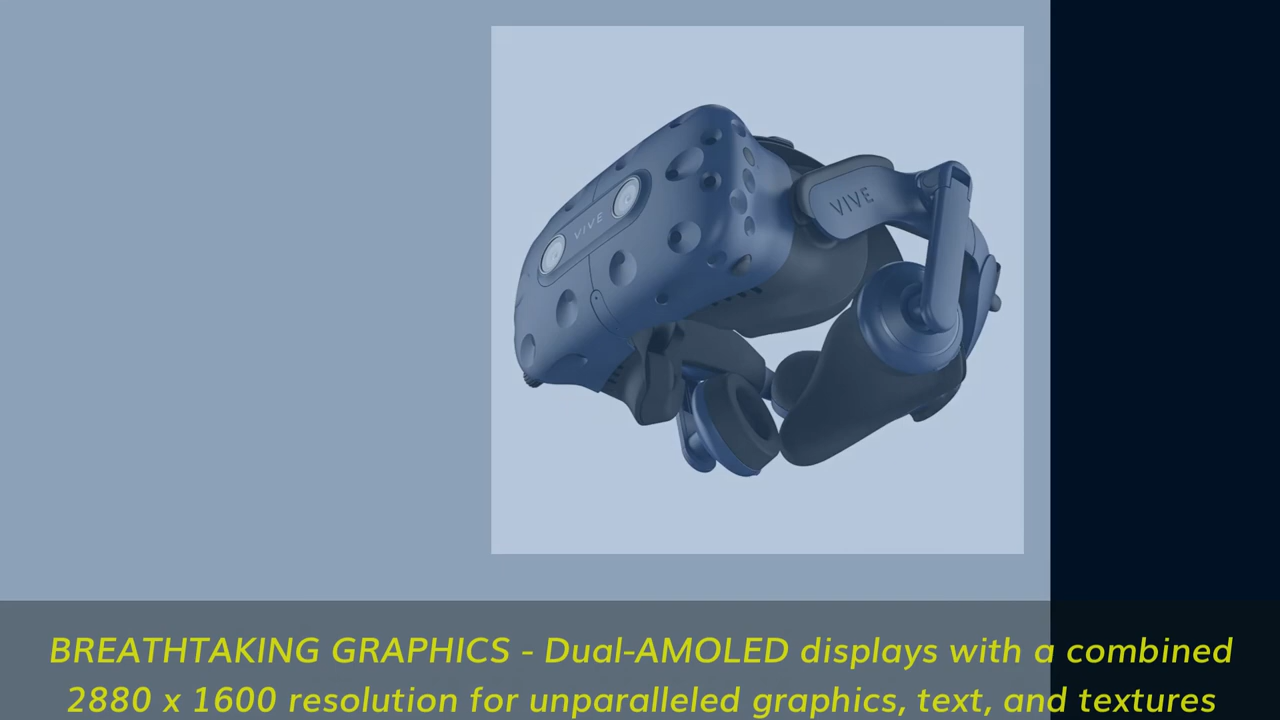 VIVE
VIVE
BREATHTAKING GRAPHICS - Dual-AMOLED displays with a combined
2880 x 1600 resolution for unparalleled graphics, text, and textures